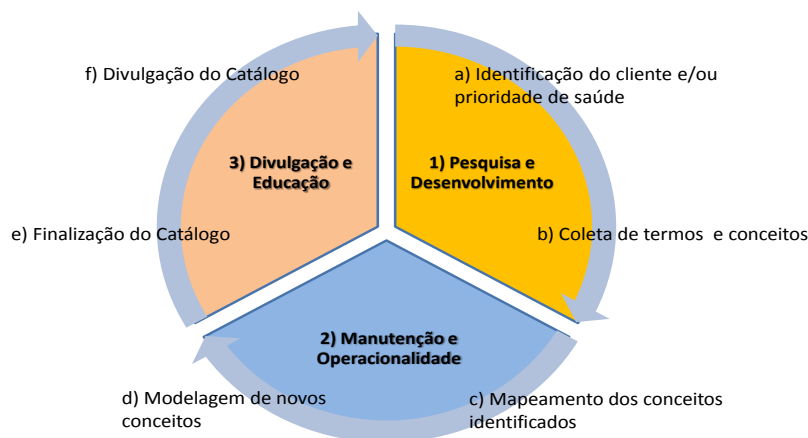 f) Divulgação do Catálogo
a) Identificação do cliente e/ou
prioridade de saúde
3) Divulgação e
Educação
1) Pesquisa e
Desenvolvimento
e) Finalização do Catálogo
b) Coleta de termos e conceitos
2) Manutenção e
Operacionalidade
d) Modelagem de novos
conceitos
c) Mapeamento dos conceitos
identificados